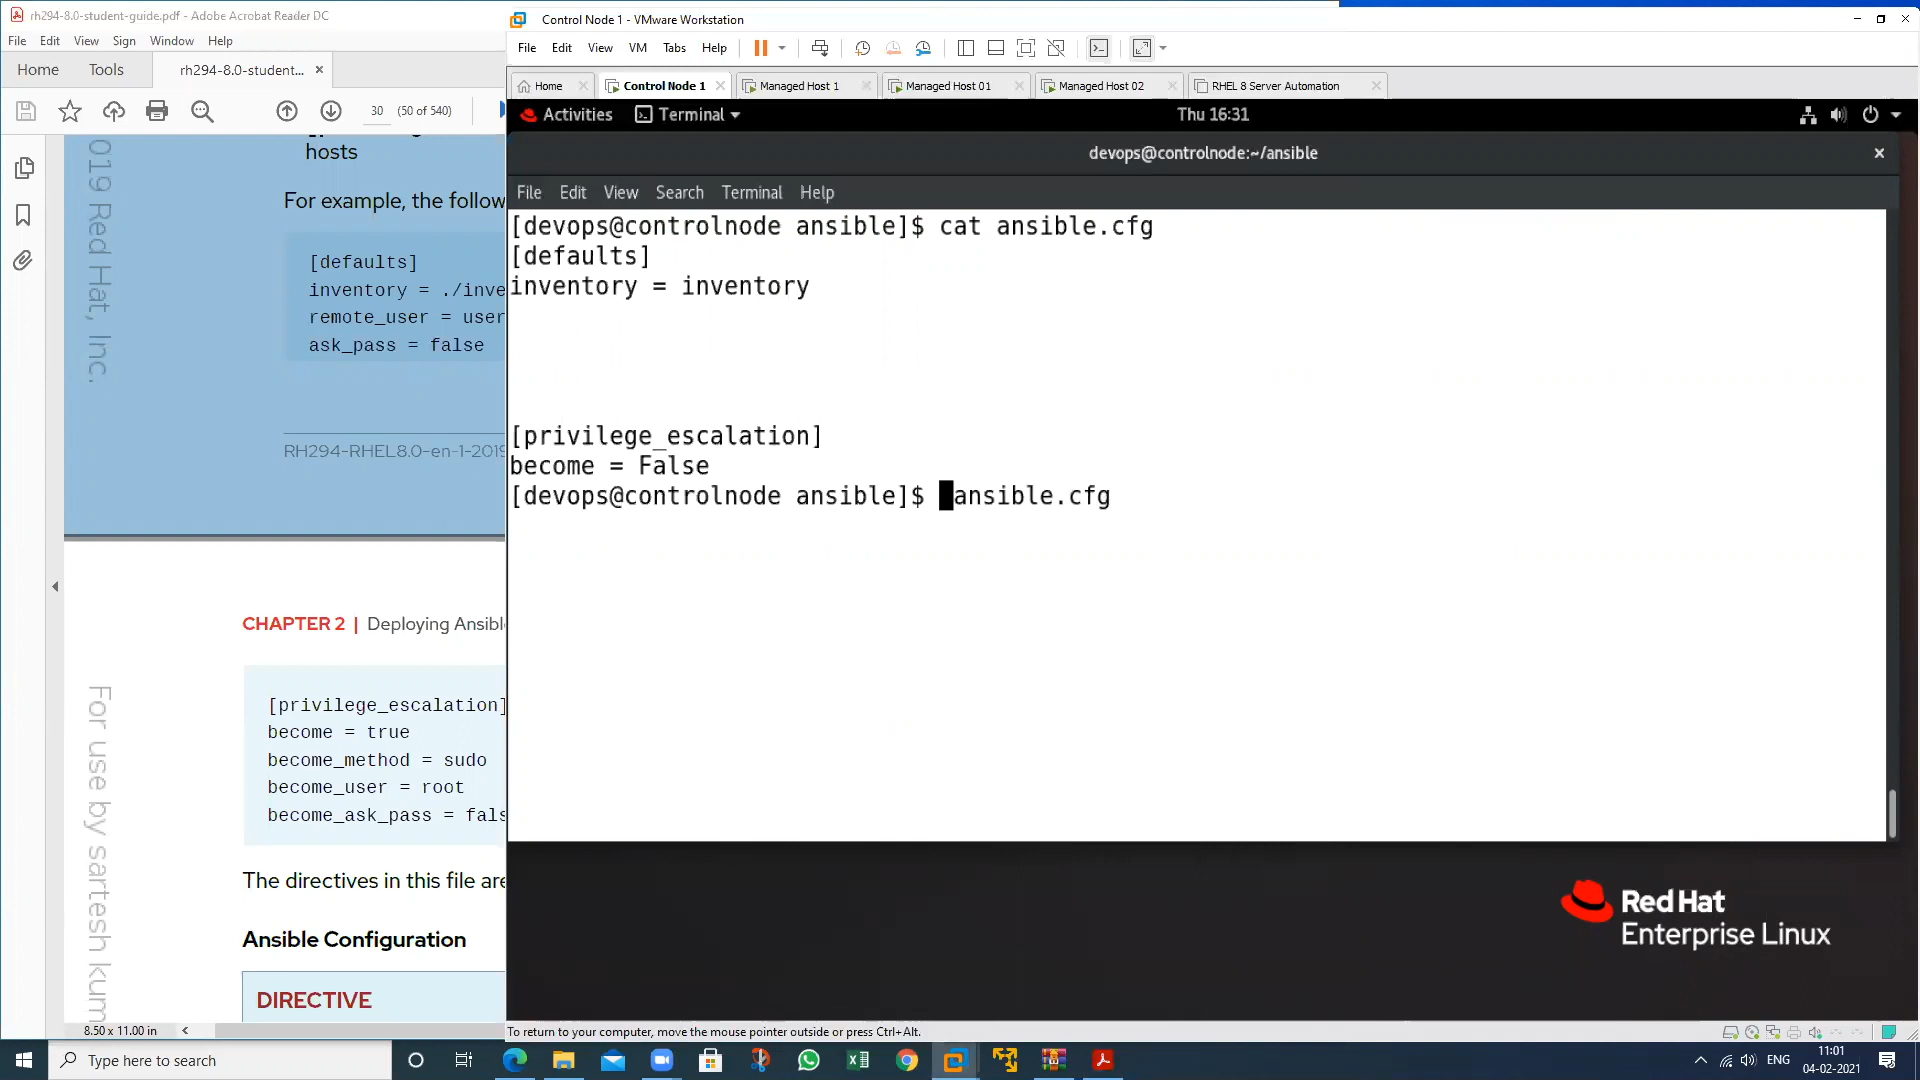 rh294-8.0-student-guide.pdf - Adobe Acrobat Reader DC
File Edit View Sign Window Help
Home Tools rh294-8.0-student... ×
30 (50 of 540)
hosts
For example, the follow
[defaults]
inventory = ./inve
remote_user = user
ask_pass = false
RH294-RHEL8.0-en-1-2019
019 Red Hat, Inc.
CHAPTER 2 | Deploying Ansibl
[privilege_escalation]
become = true
become_method = sudo
become_user = root
become_ask_pass = fals
The directives in this file are
Ansible Configuration
DIRECTIVE
For use by sartesh kum
8.50 x 11.00 in
Control Node 1 - VMware Workstation
File Edit View VM Tabs Help
Home Control Node 1 Managed Host 1 Managed Host 01 Managed Host 02 RHEL 8 Server Automation
Activities Terminal Thu 16:31
devops@controlnode:~/ansible
File Edit View Search Terminal Help
[devops@controlnode ansible]$ cat ansible.cfg
[defaults]
inventory = inventory
[privilege_escalation]
become = False
[devops@controlnode ansible]$ ansible.cfg
Red Hat
Enterprise Linux
To return to your computer, move the mouse pointer outside or press Ctrl+Alt.
Type here to search
ENG
11:01
04-02-2021